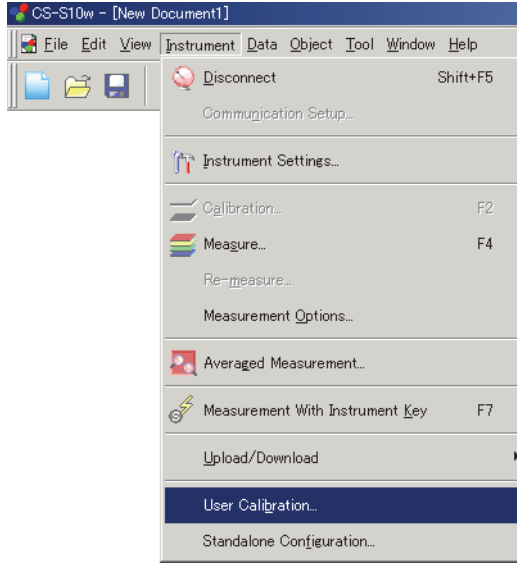 CS-S10w - [New Document1]
File Edit View Instrument Data Object Tool Window Help
Disconnect Shift+F5
Communication Setup...
Instrument Settings...
Calibration... F2
Measure... F4
Re-measure...
Measurement Options...
Averaged Measurement...
Measurement With Instrument Key F7
Upload/Download
User Calibration...
Standalone Configuration...